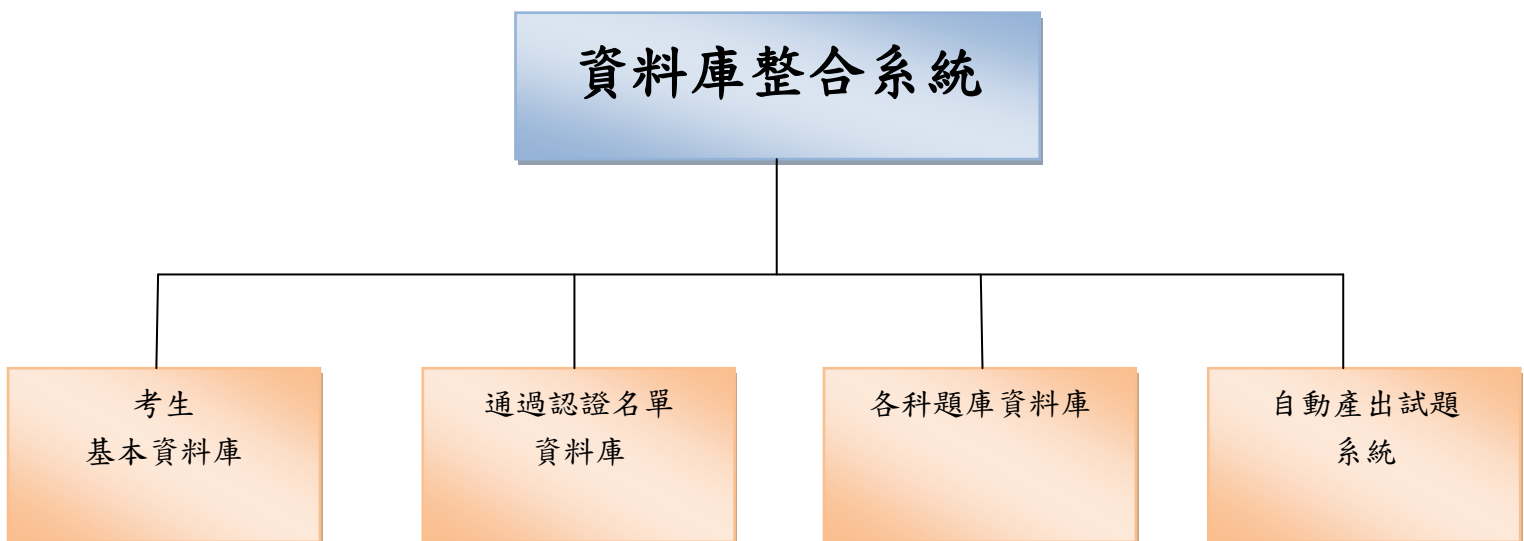 資料庫整合系統
考生
基本資料庫
通過認證名單
資料庫
各科題庫資料庫
自動產出試題
系統